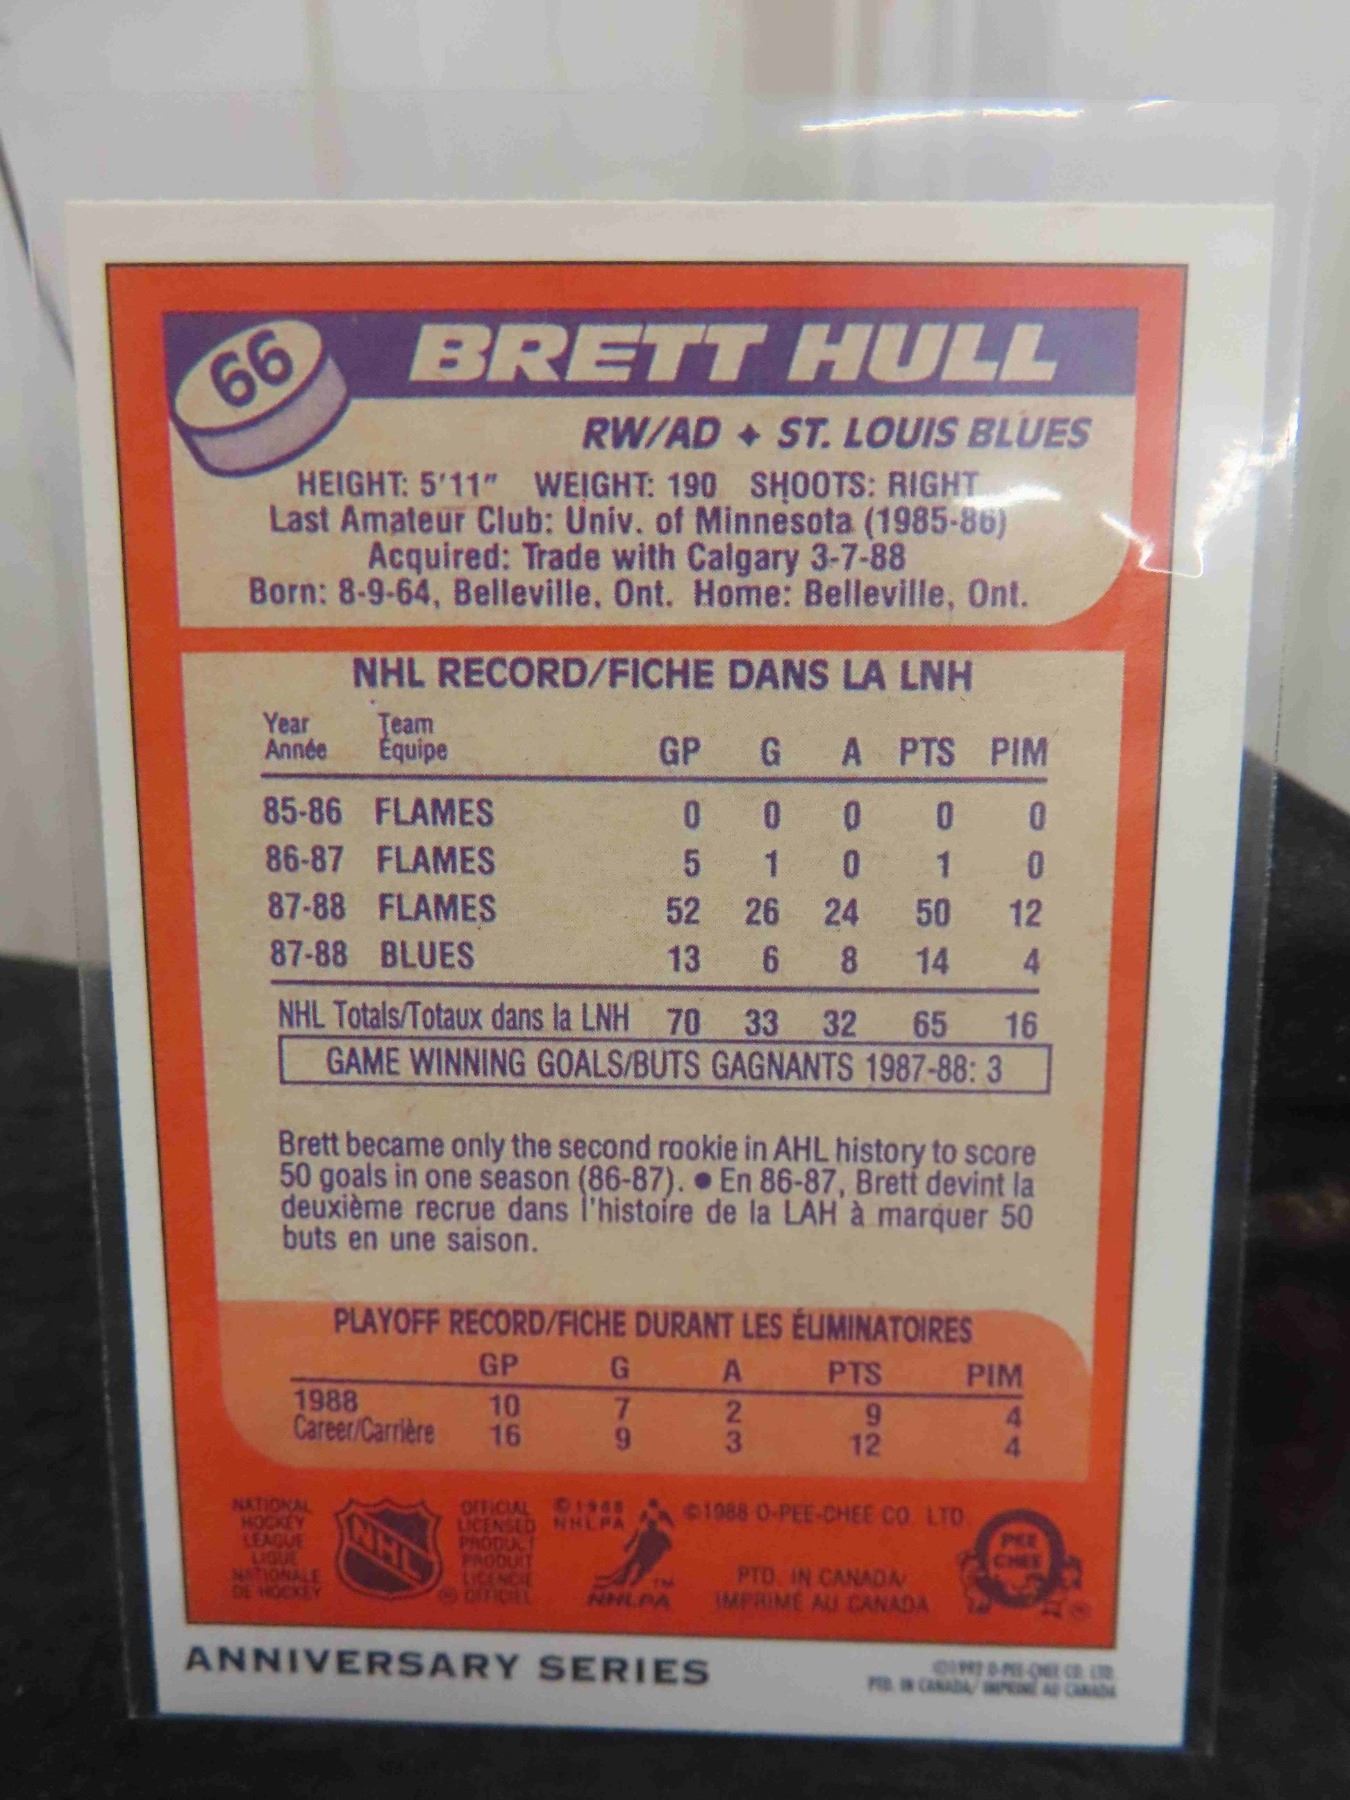 66
BRETT HULL
RW/AD ✦ ST. LOUIS BLUES
HEIGHT: 5'11" WEIGHT: 190 SHOOTS: RIGHT
Last Amateur Club: Univ. of Minnesota (1985-86)
Acquired: Trade with Calgary 3-7-88
Born: 8-9-64, Belleville, Ont. Home: Belleville, Ont.
NHL RECORD/FICHE DANS LA LNH
Year Team
Année Équipe GP G A PTS PIM
85-86 FLAMES 0 0 0 0 0
86-87 FLAMES 5 1 0 1 0
87-88 FLAMES 52 26 24 50 12
87-88 BLUES 13 6 8 14 4
NHL Totals/Totaux dans la LNH 70 33 32 65 16
GAME WINNING GOALS/BUTS GAGNANTS 1987-88: 3
Brett became only the second rookie in AHL history to score
50 goals in one season (86-87). ● En 86-87, Brett devint la
deuxième recrue dans l'histoire de la LAH à marquer 50
buts en une saison.
PLAYOFF RECORD/FICHE DURANT LES ÉLIMINATOIRES
GP G A PTS PIM
1988 10 7 2 9 4
Career/Carrière 16 9 3 12 4
NATIONAL
HOCKEY
LEAGUE
LIGUE
NATIONALE
DE HOCKEY
NHL
OFFICIAL
LICENSED
PRODUCT
PRODUIT
LICENCIÉ
OFFICIEL
©1988
NHLPA
™
NHLPA
©1988 O-PEE-CHEE CO. LTD.
PTD. IN CANADA/
IMPRIMÉ AU CANADA
PEE
CHEE
ANNIVERSARY SERIES
©1992 O-PEE-CHEE CO. LTD.
PTD. IN CANADA/ IMPRIMÉ AU CANADA